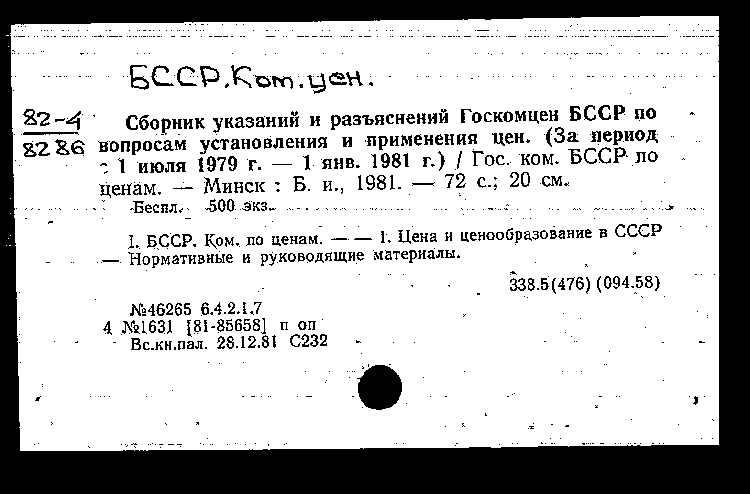 БССР.Ком.цен.
82-4
8286
Сборник указаний и разъяснений Госкомцен БССР по
вопросам установления и применения цен. (За период
с 1 июля 1979 г. — 1 янв. 1981 г.) / Гос. ком. БССР по
ценам. — Минск : Б. и., 1981. — 72 с.; 20 см.
Беспл. 500 экз.
I. БССР. Ком. по ценам. — — 1. Цена и ценообразование в СССР
— Нормативные и руководящие материалы.
338.5(476) (094.58)
№46265 6.4.2.1.7
4 №1631 [81-85658] п оп
Вс.кн.пал. 28.12.81 С232